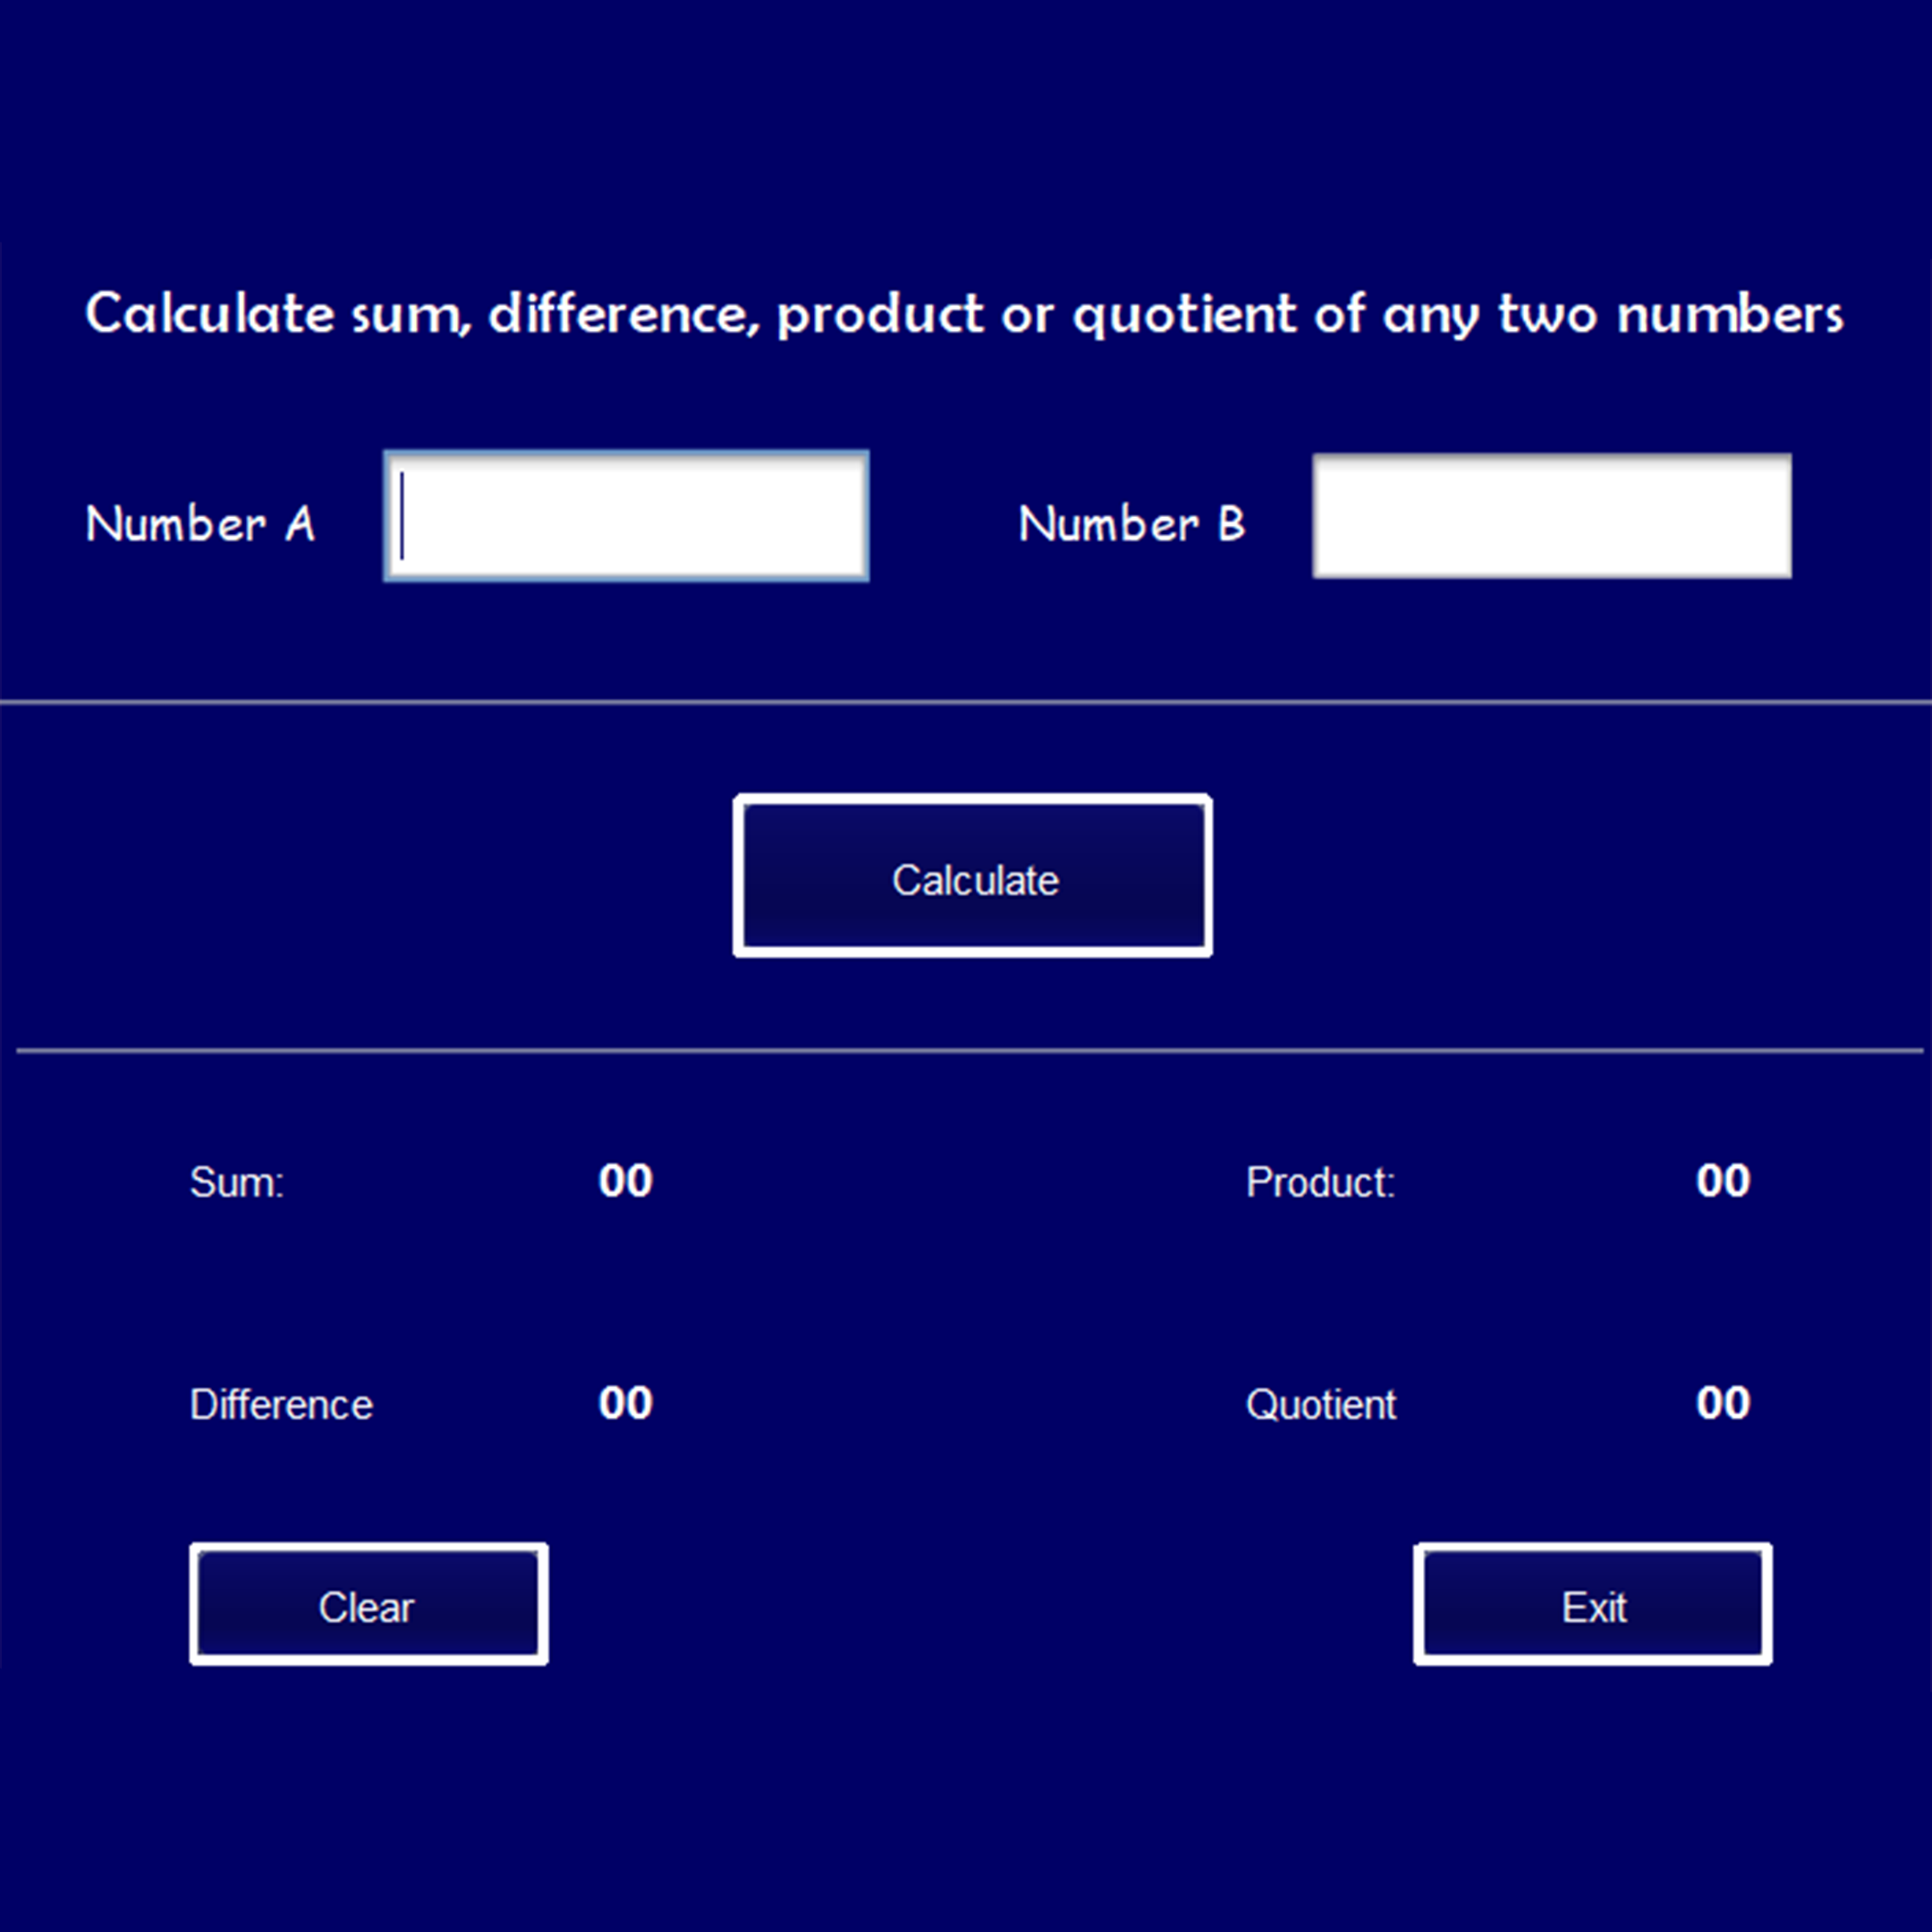 Calculate sum, difference, product or quotient of any two numbers
Number A Number B
Calculate
Sum: 00 Product: 00
Difference 00 Quotient 00
Clear Exit